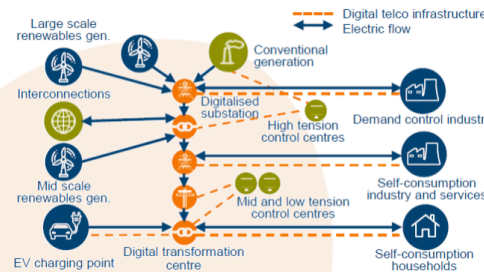 Large scale
renewables gen.
Digital telco infrastructure
Electric flow
Conventional
generation
Interconnections
Digitalised
substation
High tension
control centres
Demand control industry
Mid scale
renewables gen.
Self-consumption
industry and services
Mid and low tension
control centres
EV charging point
Digital transformation
centre
Self-consumption
households